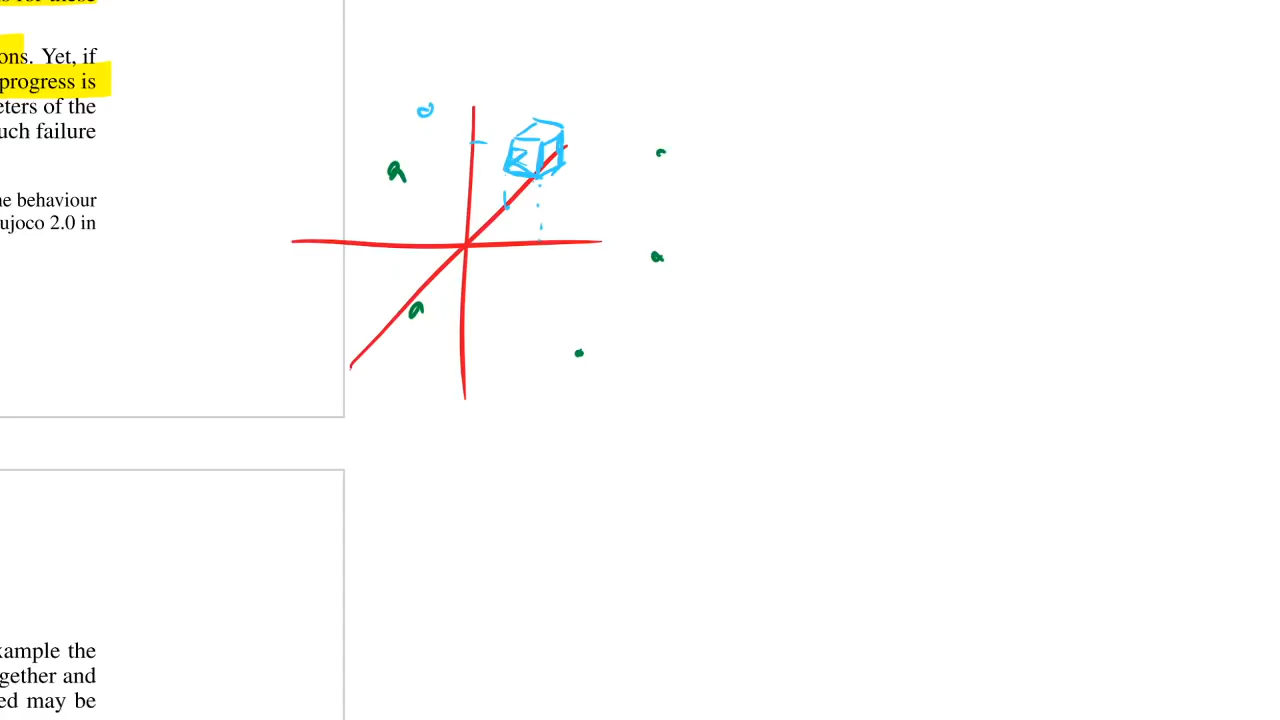 ons. Yet, if
progress is
eters of the
uch failure
ne behaviour
ujoco 2.0 in
xample the
gether and
ed may be